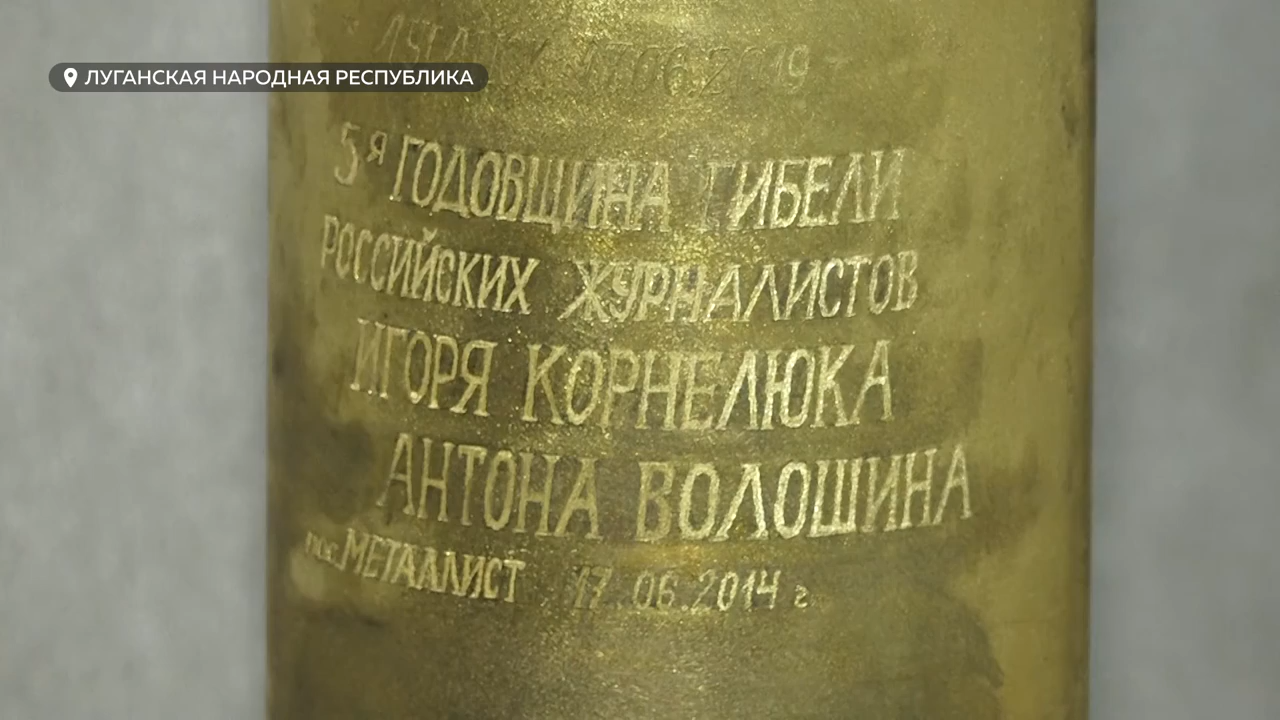 ЛУГАНСКАЯ НАРОДНАЯ РЕСПУБЛИКА
5я ГОДОВЩИНА ГИБЕЛИ
РОССИЙСКИХ ЖУРНАЛИСТОВ
ИГОРЯ КОРНЕЛЮКА
АНТОНА ВОЛОШИНА
пос. МЕТАЛЛИСТ 17.06.2014 г